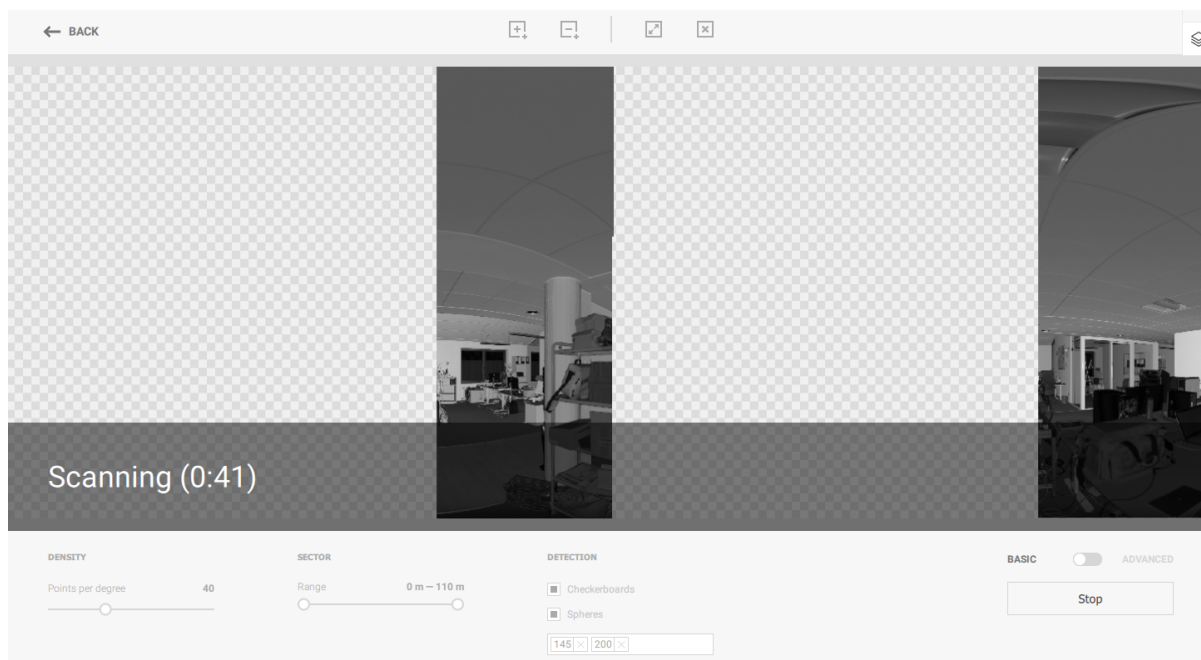 BACK
Scanning (0:41)
DENSITY
Points per degree 40
SECTOR
Range 0 m — 110 m
DETECTION
Checkerboards
Spheres
145 200
BASIC ADVANCED
Stop